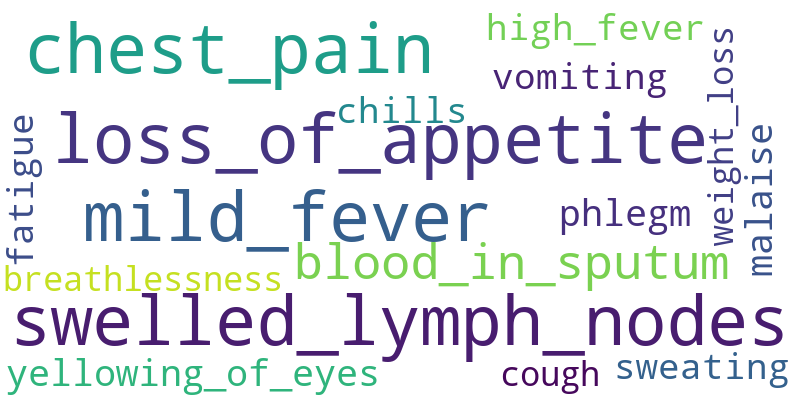 high_fever
chest_pain
vomiting
weight_loss
chills
loss_of_appetite
fatigue
malaise
mild_fever
phlegm
blood_in_sputum
breathlessness
swelled_lymph_nodes
yellowing_of_eyes
cough
sweating